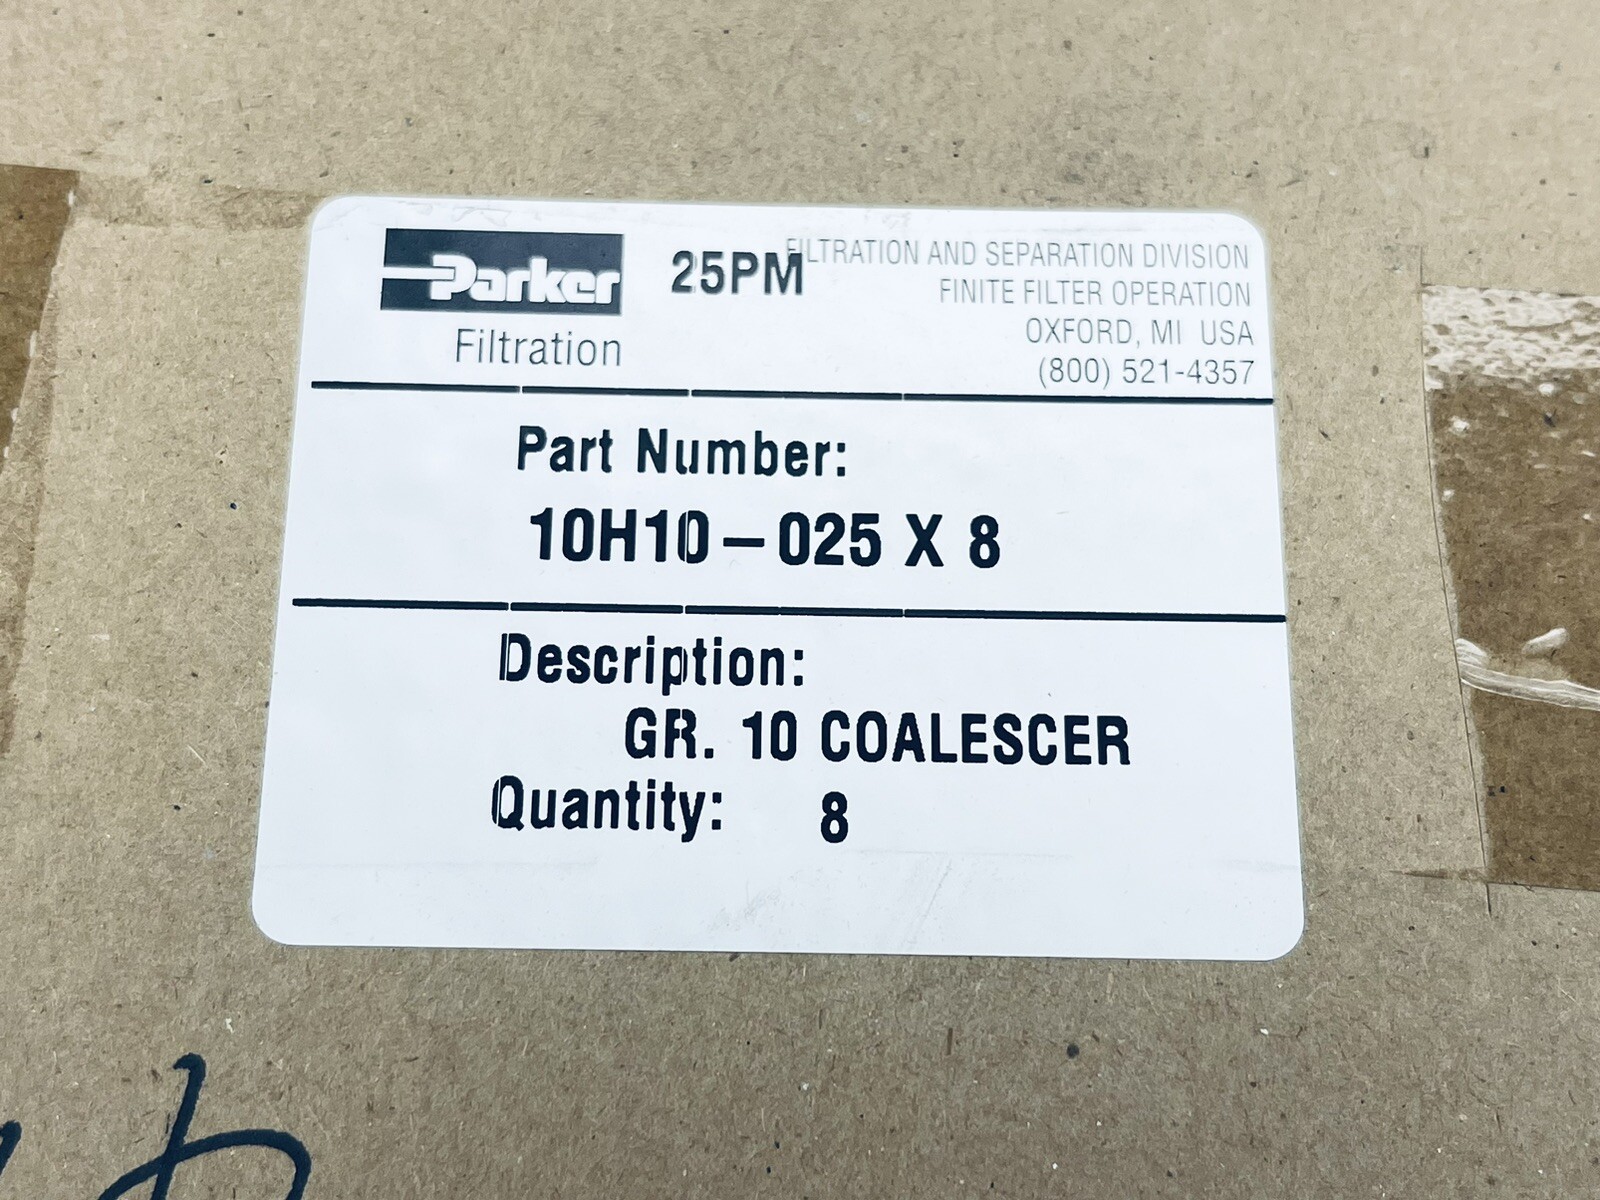 Parker
Filtration
25PM
FILTRATION AND SEPARATION DIVISION
FINITE FILTER OPERATION
OXFORD, MI USA
(800) 521-4357
Part Number:
10H10-025 X 8
Description:
GR. 10 COALESCER
Quantity: 8